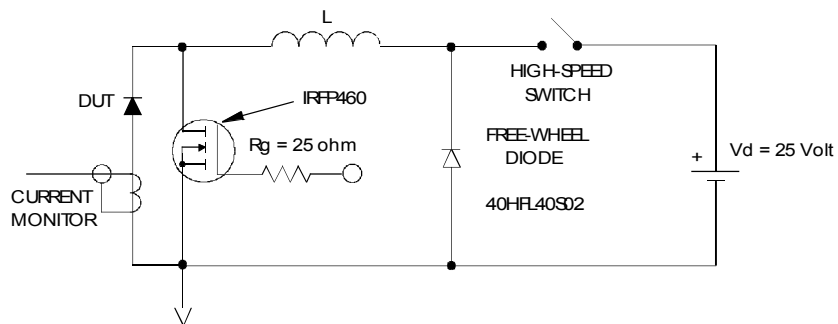 L
HIGH-SPEED
SWITCH
IRFP460
DUT
Rg = 25 ohm
FREE-WHEEL
DIODE
+
Vd = 25 Volt
40HFL40S02
CURRENT
MONITOR